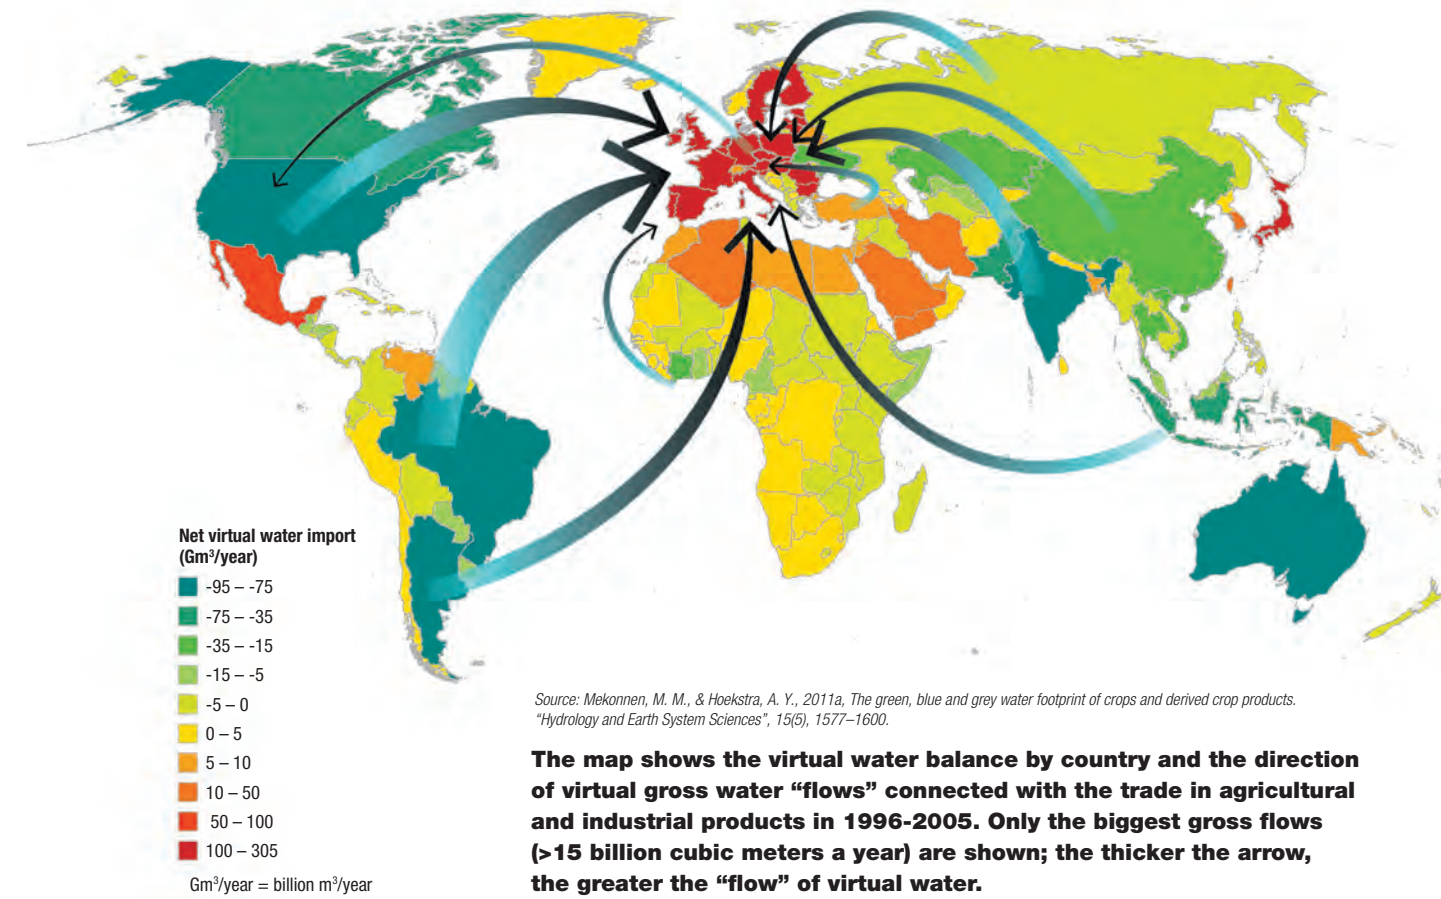 Net virtual water import
(Gm³/year)
-95 – -75
-75 – -35
-35 – -15
-15 – -5
-5 – 0
0 – 5
5 – 10
10 – 50
50 – 100
100 – 305
Gm³/year = billion m³/year
Source: Mekonnen, M. M., & Hoekstra, A. Y., 2011a, The green, blue and grey water footprint of crops and derived crop products.
“Hydrology and Earth System Sciences”, 15(5), 1577–1600.
The map shows the virtual water balance by country and the direction
of virtual gross water “flows” connected with the trade in agricultural
and industrial products in 1996-2005. Only the biggest gross flows
(>15 billion cubic meters a year) are shown; the thicker the arrow,
the greater the “flow” of virtual water.